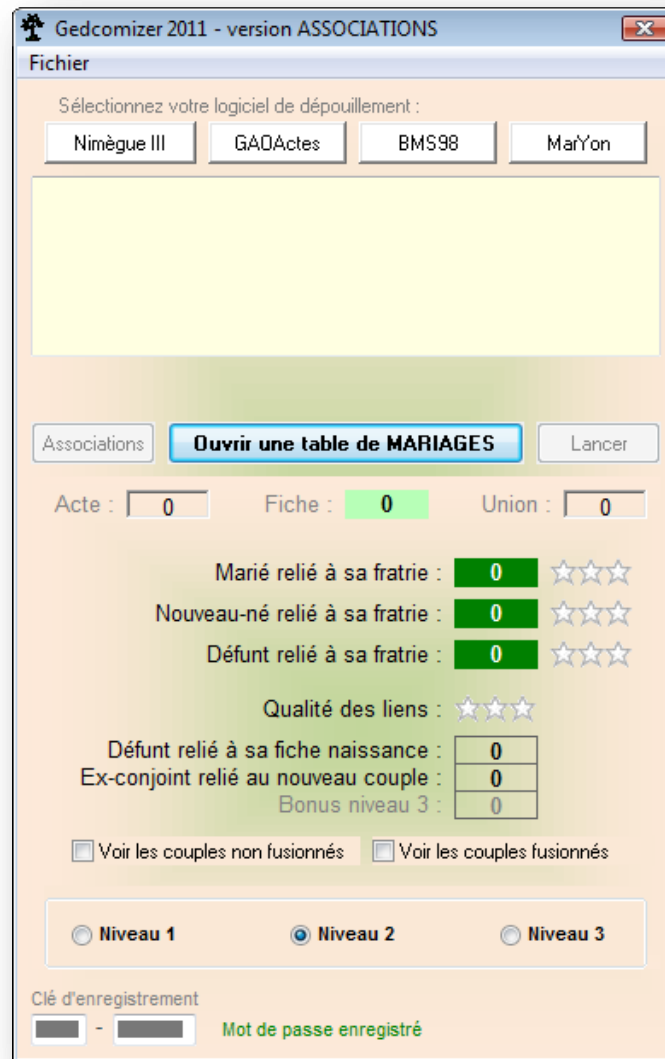 Gedcomizer 2011 - version ASSOCIATIONS
Fichier
Sélectionnez votre logiciel de dépouillement :
Nimègue III GAOActes BMS98 MarYon
Associations Ouvrir une table de MARIAGES Lancer
Acte : 0 Fiche : 0 Union : 0
Marié relié à sa fratrie : 0
Nouveau-né relié à sa fratrie : 0
Défunt relié à sa fratrie : 0
Qualité des liens :
Défunt relié à sa fiche naissance : 0
Ex-conjoint relié au nouveau couple : 0
Bonus niveau 3 : 0
Voir les couples non fusionnés Voir les couples fusionnés
Niveau 1 Niveau 2 Niveau 3
Clé d'enregistrement
- Mot de passe enregistré